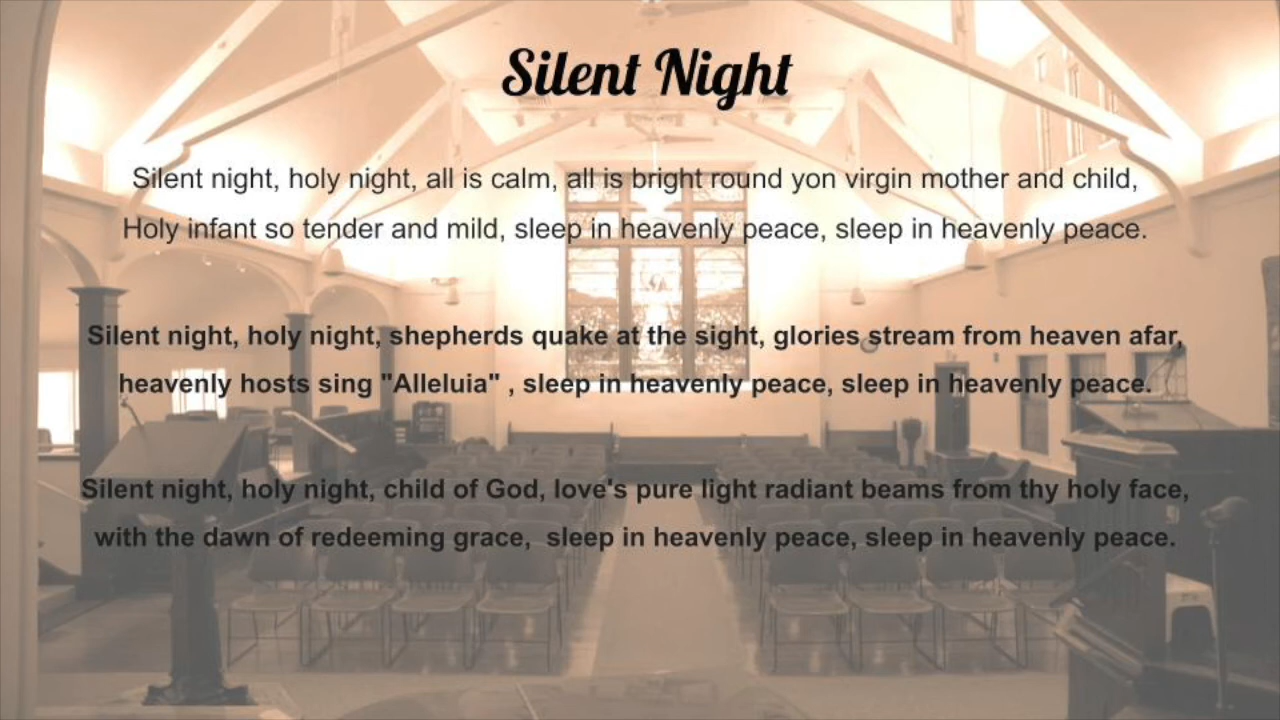 Silent Night
Silent night, holy night, all is calm, all is bright round yon virgin mother and child,
Holy infant so tender and mild, sleep in heavenly peace, sleep in heavenly peace.
Silent night, holy night, shepherds quake at the sight, glories stream from heaven afar,
heavenly hosts sing "Alleluia" , sleep in heavenly peace, sleep in heavenly peace.
Silent night, holy night, child of God, love's pure light radiant beams from thy holy face,
with the dawn of redeeming grace,  sleep in heavenly peace, sleep in heavenly peace.